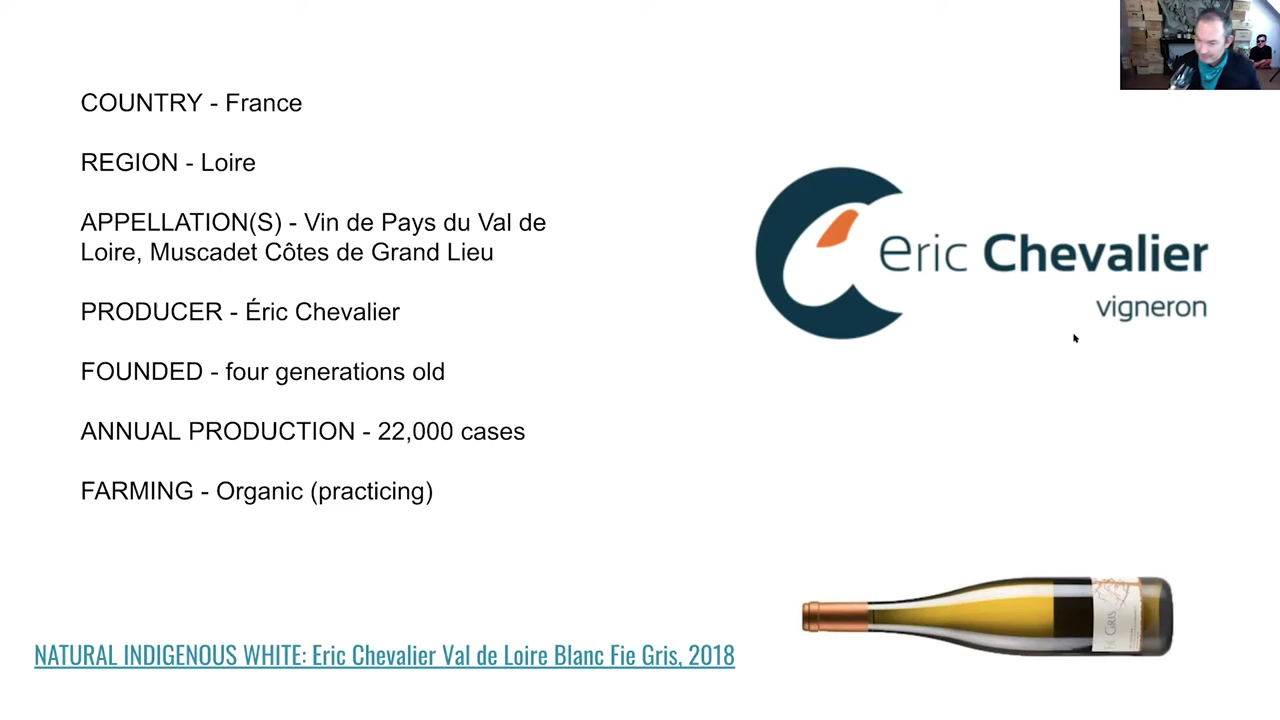 COUNTRY - France
REGION - Loire
APPELLATION(S) - Vin de Pays du Val de
Loire, Muscadet Côtes de Grand Lieu
PRODUCER - Éric Chevalier
FOUNDED - four generations old
ANNUAL PRODUCTION - 22,000 cases
FARMING - Organic (practicing)
eric Chevalier
vigneron
NATURAL INDIGENOUS WHITE: Eric Chevalier Val de Loire Blanc Fie Gris, 2018
GRIS